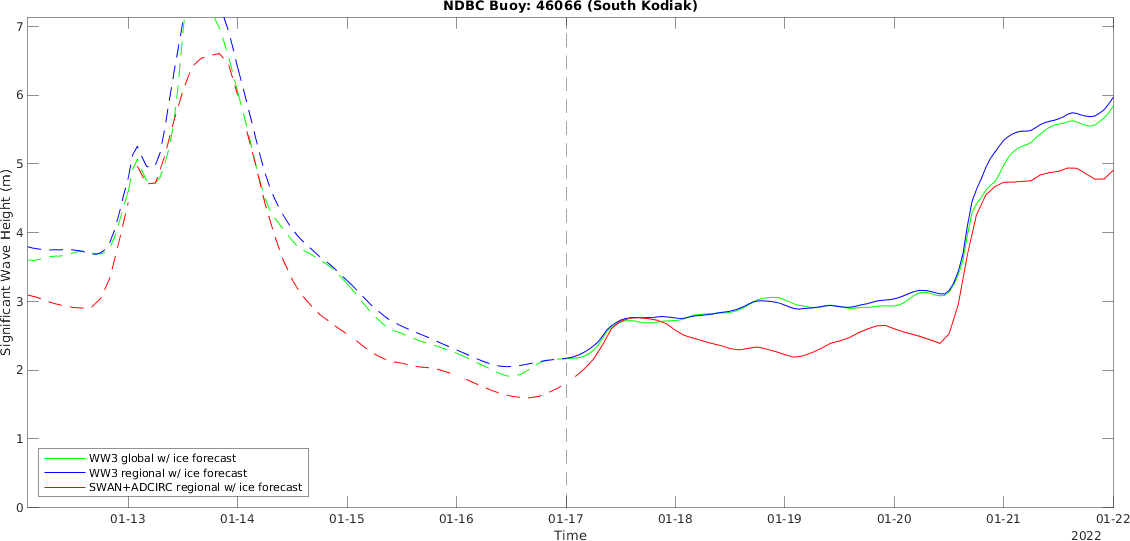 NDBC Buoy: 46066 (South Kodiak)
7
6
5
4
3
2
1
0
Significant Wave Height (m)
WW3 global w/ ice forecast
WW3 regional w/ ice forecast
SWAN+ADCIRC regional w/ ice forecast
01-13 01-14 01-15 01-16 01-17 01-18 01-19 01-20 01-21 01-22
Time
2022